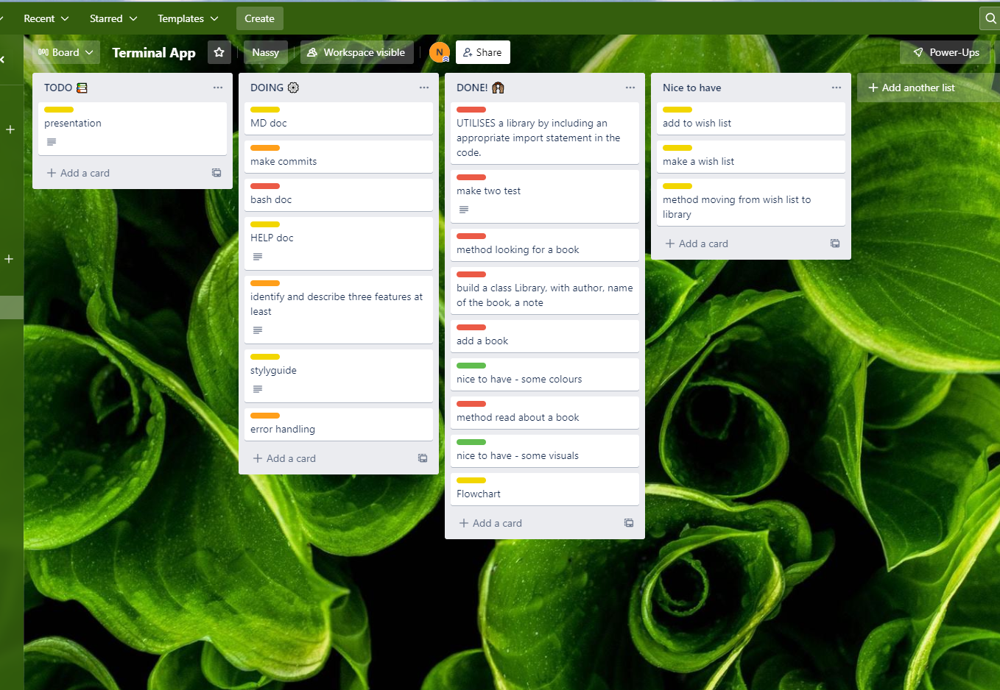 Recent
Starred
Templates
Create
Board
Terminal App
Nassy
Workspace visible
N
Share
Power-Ups
TODO
presentation
Add a card
DOING
MD doc
make commits
bash doc
HELP doc
identify and describe three features at
least
stylyguide
error handling
Add a card
DONE!
UTILISES a library by including an
appropriate import statement in the
code.
make two test
method looking for a book
build a class Library, with author, name
of the book, a note
add a book
nice to have - some colours
method read about a book
nice to have - some visuals
Flowchart
Add a card
Nice to have
add to wish list
make a wish list
method moving from wish list to
library
Add a card
Add another list